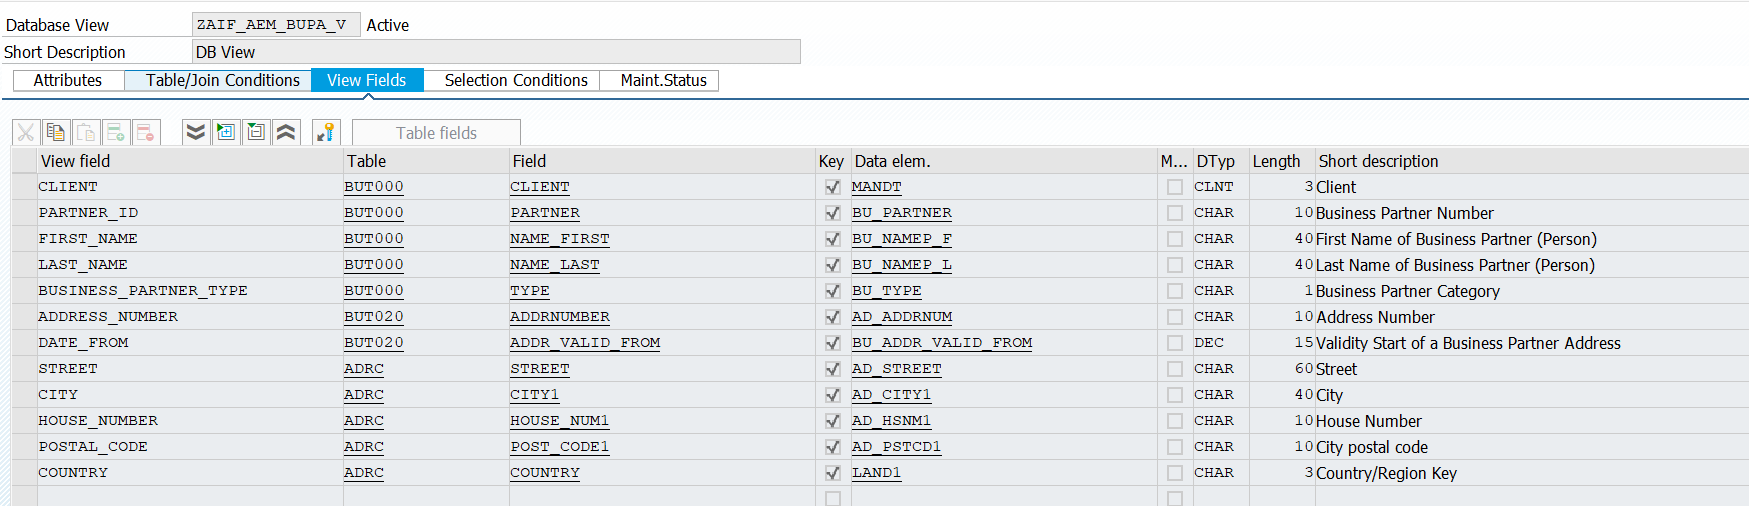 Database View ZAIF_AEM_BUPA_V Active
Short Description DB View
Attributes Table/Join Conditions View Fields Selection Conditions Maint.Status
Table fields
View field Table Field Key Data elem. M... DTyp Length Short description
CLIENT BUT000 CLIENT MANDT CLNT 3 Client
PARTNER_ID BUT000 PARTNER BU_PARTNER CHAR 10 Business Partner Number
FIRST_NAME BUT000 NAME_FIRST BU_NAMEP_F CHAR 40 First Name of Business Partner (Person)
LAST_NAME BUT000 NAME_LAST BU_NAMEP_L CHAR 40 Last Name of Business Partner (Person)
BUSINESS_PARTNER_TYPE BUT000 TYPE BU_TYPE CHAR 1 Business Partner Category
ADDRESS_NUMBER BUT020 ADDRNUMBER AD_ADDRNUM CHAR 10 Address Number
DATE_FROM BUT020 ADDR_VALID_FROM BU_ADDR_VALID_FROM DEC 15 Validity Start of a Business Partner Address
STREET ADRC STREET AD_STREET CHAR 60 Street
CITY ADRC CITY1 AD_CITY1 CHAR 40 City
HOUSE_NUMBER ADRC HOUSE_NUM1 AD_HSNM1 CHAR 10 House Number
POSTAL_CODE ADRC POST_CODE1 AD_PSTCD1 CHAR 10 City postal code
COUNTRY ADRC COUNTRY LAND1 CHAR 3 Country/Region Key